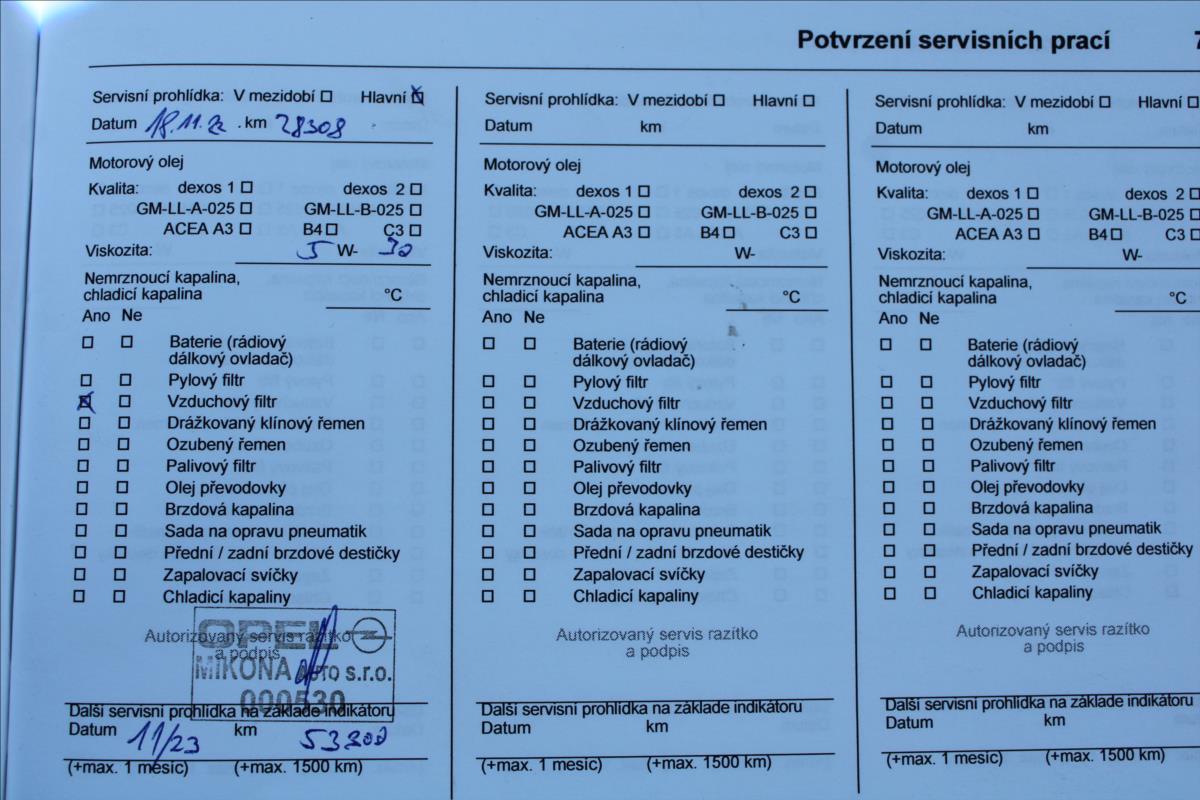 Potvrzení servisních prací 7
Servisní prohlídka: V mezidobí Hlavní
Datum 18.11.22. km 28308
Motorový olej
Kvalita: dexos 1 dexos 2
GM-LL-A-025 GM-LL-B-025
ACEA A3 B4 C3
Viskozita: 5 W- 30
Nemrznoucí kapalina,
chladicí kapalina °C
Ano Ne
Baterie (rádiový
dálkový ovladač)
Pylový filtr
Vzduchový filtr
Drážkovaný klínový řemen
Ozubený řemen
Palivový filtr
Olej převodovky
Brzdová kapalina
Sada na opravu pneumatik
Přední / zadní brzdové destičky
Zapalovací svíčky
Chladicí kapaliny
Autorizovaný servis razítko
a podpis
OPEL
MIKONA AUTO s.r.o.
000530
Další servisní prohlídka na základe indikátoru
Datum 11/23 km 53300
(+max. 1 mesíc) (+max. 1500 km)
Servisní prohlídka: V mezidobí Hlavní
Datum km
Motorový olej
Kvalita: dexos 1 dexos 2
GM-LL-A-025 GM-LL-B-025
ACEA A3 B4 C3
Viskozita: W-
Nemrznoucí kapalina,
chladicí kapalina °C
Ano Ne
Baterie (rádiový
dálkový ovladač)
Pylový filtr
Vzduchový filtr
Drážkovaný klínový řemen
Ozubený řemen
Palivový filtr
Olej převodovky
Brzdová kapalina
Sada na opravu pneumatik
Přední / zadní brzdové destičky
Zapalovací svíčky
Chladicí kapaliny
Autorizovaný servis razítko
a podpis
Další servisní prohlídka na základe indikátoru
Datum km
(+max. 1 mesíc) (+max. 1500 km)
Servisní prohlídka: V mezidobí Hlavní
Datum km
Motorový olej
Kvalita: dexos 1 dexos 2
GM-LL-A-025 GM-LL-B-025
ACEA A3 B4 C3
Viskozita: W-
Nemrznoucí kapalina,
chladicí kapalina °C
Ano Ne
Baterie (rádiový
dálkový ovladač)
Pylový filtr
Vzduchový filtr
Drážkovaný klínový řemen
Ozubený řemen
Palivový filtr
Olej převodovky
Brzdová kapalina
Sada na opravu pneumatik
Přední / zadní brzdové destičky
Zapalovací svíčky
Chladicí kapaliny
Autorizovaný servis razítko
a podpis
Další servisní prohlídka na základe indikátoru
Datum km
(+max. 1 mesíc) (+max. 1500 km)